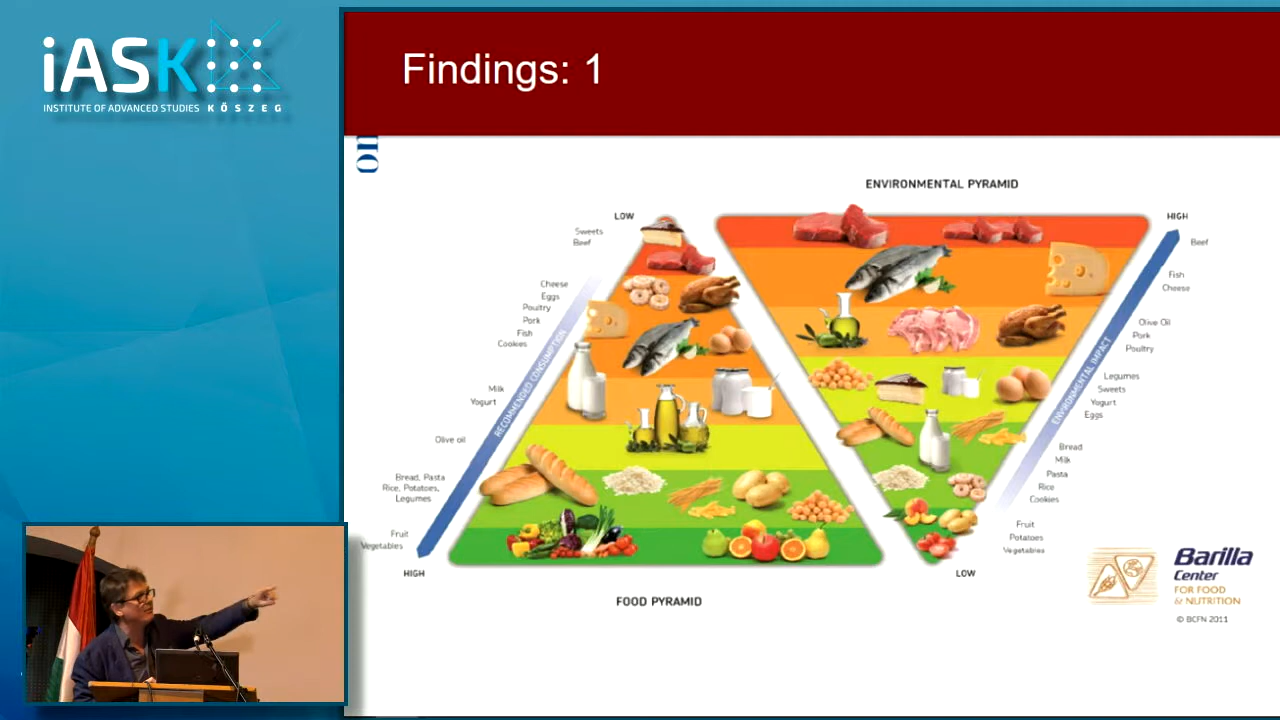 iASK
INSTITUTE OF ADVANCED STUDIES KŐSZEG
Findings: 1
ENVIRONMENTAL PYRAMID
LOW
Sweets
Beef
Cheese
Eggs
Poultry
Pork
Fish
Cookies
Milk
Yogurt
Olive oil
Bread, Pasta
Rice, Potatoes,
Legumes
Fruit
Vegetables
HIGH
RECOMMENDED CONSUMPTION
FOOD PYRAMID
HIGH
Beef
Fish
Cheese
Olive Oil
Pork
Poultry
Legumes
Sweets
Yogurt
Eggs
Bread
Milk
Pasta
Rice
Cookies
Fruit
Potatoes
Vegetables
LOW
ENVIRONMENTAL IMPACT
Barilla
Center
FOR FOOD
& NUTRITION
© BCFN 2011